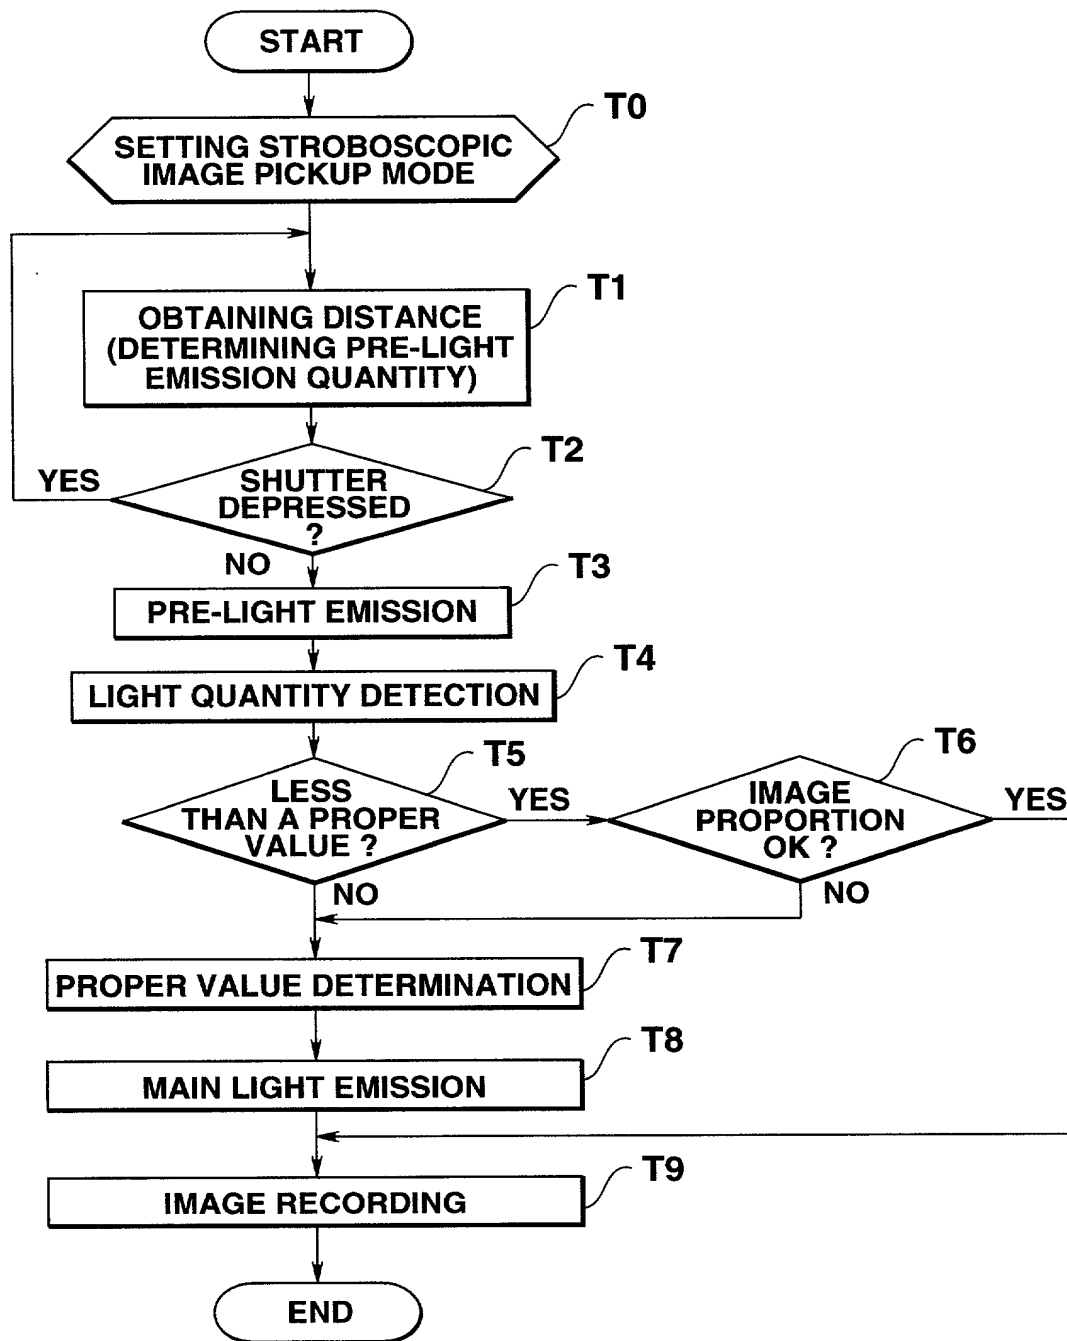 START
T0
SETTING STROBOSCOPIC
IMAGE PICKUP MODE
T1
OBTAINING DISTANCE
(DETERMINING PRE-LIGHT
EMISSION QUANTITY)
T2
YES
SHUTTER
DEPRESSED
?
NO
T3
PRE-LIGHT EMISSION
T4
LIGHT QUANTITY DETECTION
T5
LESS
THAN A PROPER
VALUE ?
YES
NO
T6
IMAGE
PROPORTION
OK ?
YES
NO
T7
PROPER VALUE DETERMINATION
T8
MAIN LIGHT EMISSION
T9
IMAGE RECORDING
END